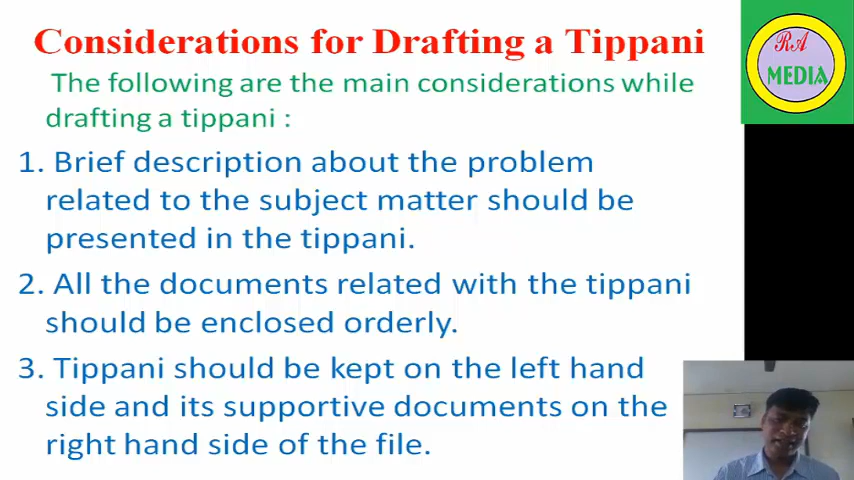 Considerations for Drafting a Tippani
The following are the main considerations while
drafting a tippani :
1. Brief description about the problem
related to the subject matter should be
presented in the tippani.
2. All the documents related with the tippani
should be enclosed orderly.
3. Tippani should be kept on the left hand
side and its supportive documents on the
right hand side of the file.
RA
MEDIA